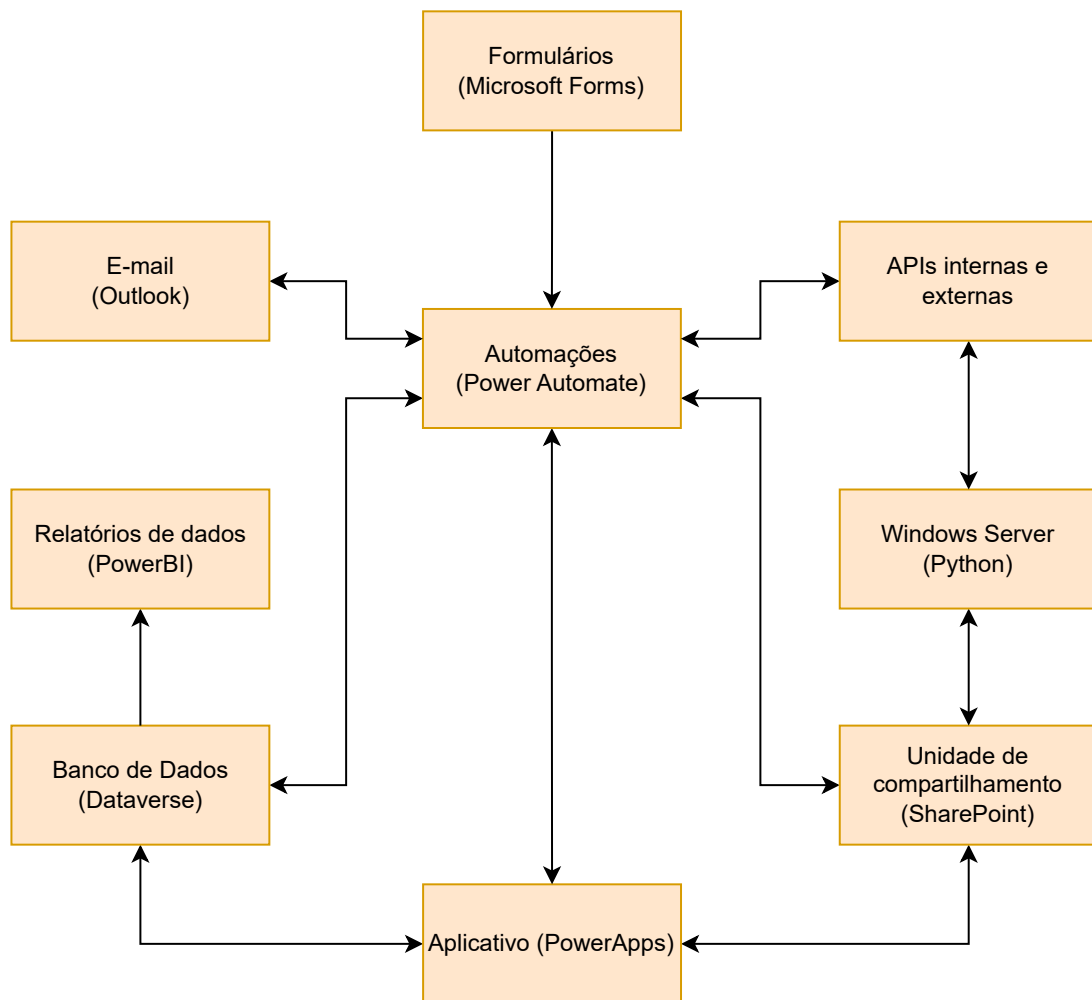 Formulários
(Microsoft Forms)
E-mail
(Outlook)
APIs internas e
externas
Automações
(Power Automate)
Relatórios de dados
(PowerBI)
Windows Server
(Python)
Banco de Dados
(Dataverse)
Unidade de
compartilhamento
(SharePoint)
Aplicativo (PowerApps)